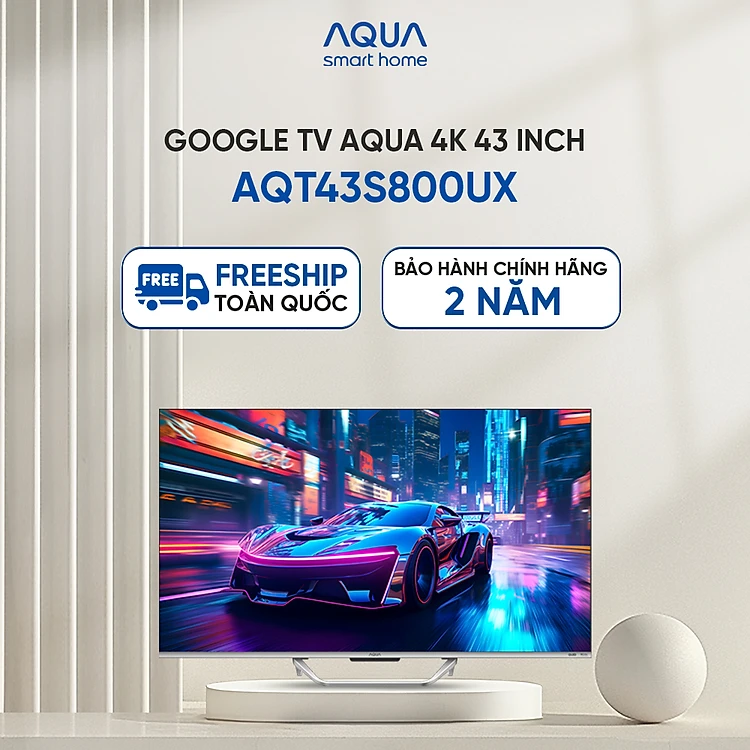 AQUA
smart home
GOOGLE TV AQUA 4K 43 INCH
AQT43S800UX
FREE
FREESHIP
TOÀN QUỐC
BẢO HÀNH CHÍNH HÃNG
2 NĂM
AQUA